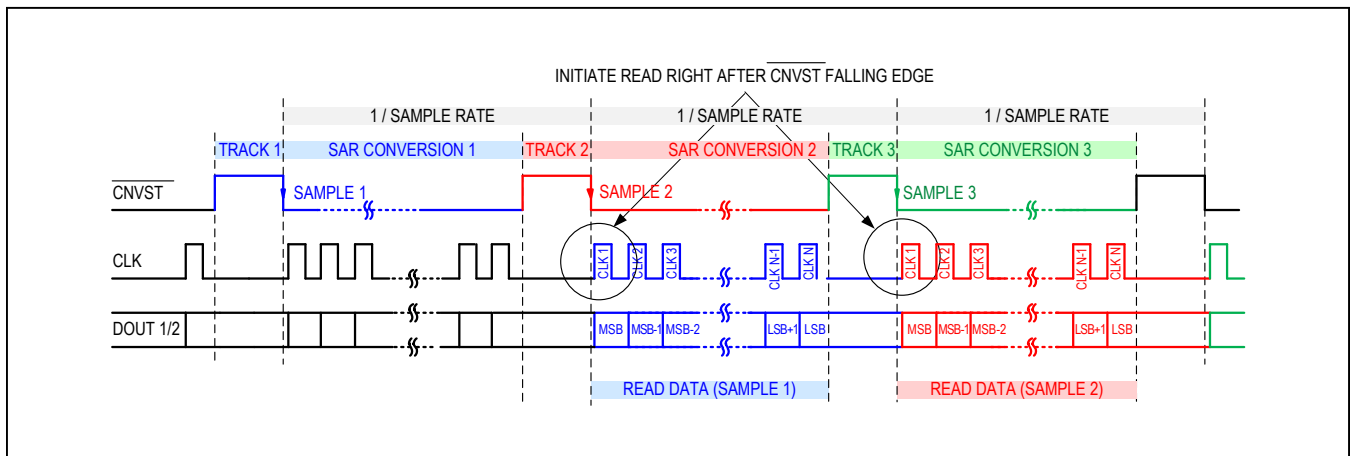 INITIATE READ RIGHT AFTER CNVST FALLING EDGE
1 / SAMPLE RATE 1 / SAMPLE RATE 1 / SAMPLE RATE
TRACK 1 SAR CONVERSION 1 TRACK 2 SAR CONVERSION 2 TRACK 3 SAR CONVERSION 3
CNVST SAMPLE 1 SAMPLE 2 SAMPLE 3
CLK CLK 1 CLK 2 CLK 3 CLK N-1 CLK N CLK 1 CLK 2 CLK 3 CLK N-1 CLK N
DOUT 1/2 MSB MSB-1 MSB-2 LSB+1 LSB MSB MSB-1 MSB-2 LSB+1 LSB
READ DATA (SAMPLE 1) READ DATA (SAMPLE 2)